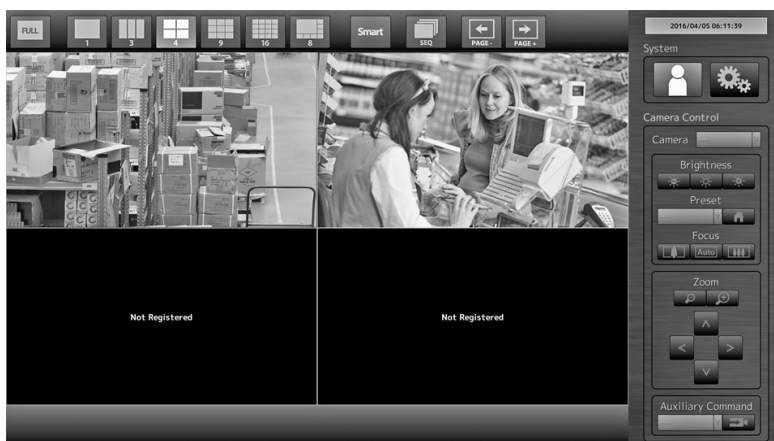 FULL
1
3
4
9
16
8
Smart
SEQ
PAGE-
PAGE+
2016/04/05 06:11:39
System
Camera Control
Camera
Brightness
Preset
Focus
Auto
Zoom
Not Registered
Not Registered
Auxiliary Command